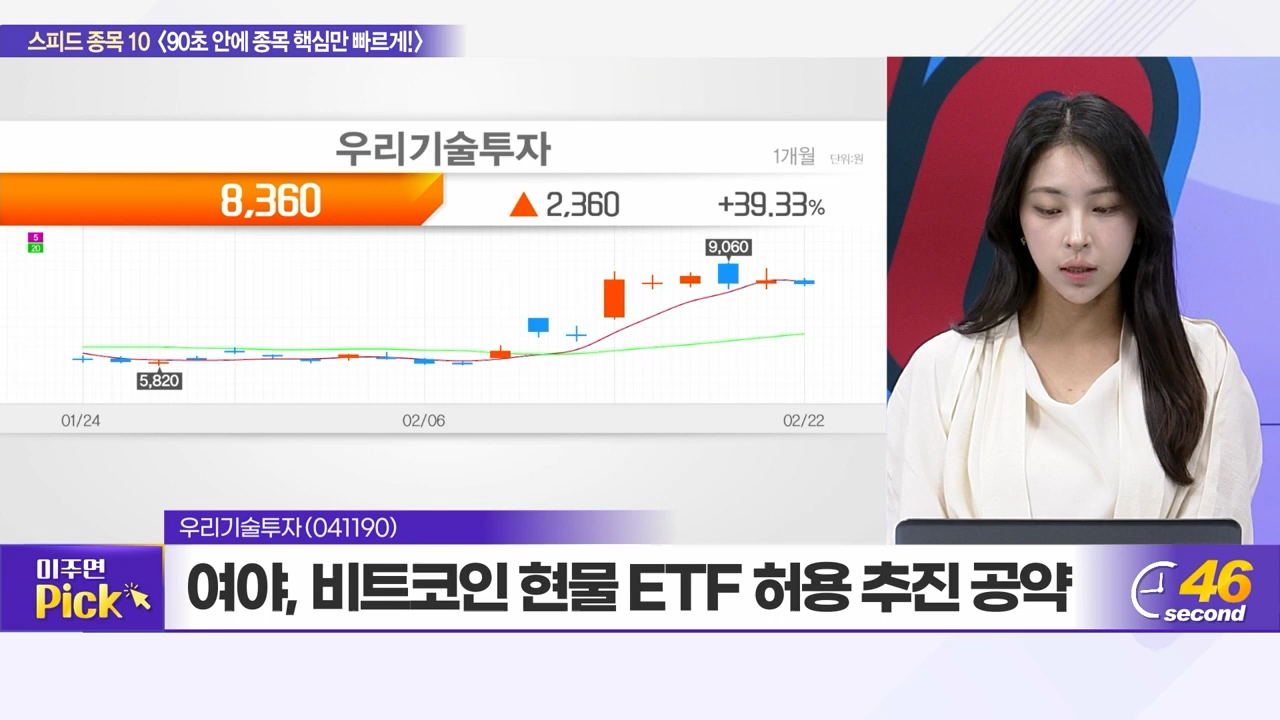 스피드 종목 10 〈90초 안에 종목 핵심만 빠르게!〉
우리기술투자
1개월 단위:원
8,360 ▲ 2,360 +39.33%
5
20
9,060
5,820
01/24 02/06 02/22
우리기술투자(041190)
미주면
Pick
여야, 비트코인 현물 ETF 허용 추진 공약
46
second